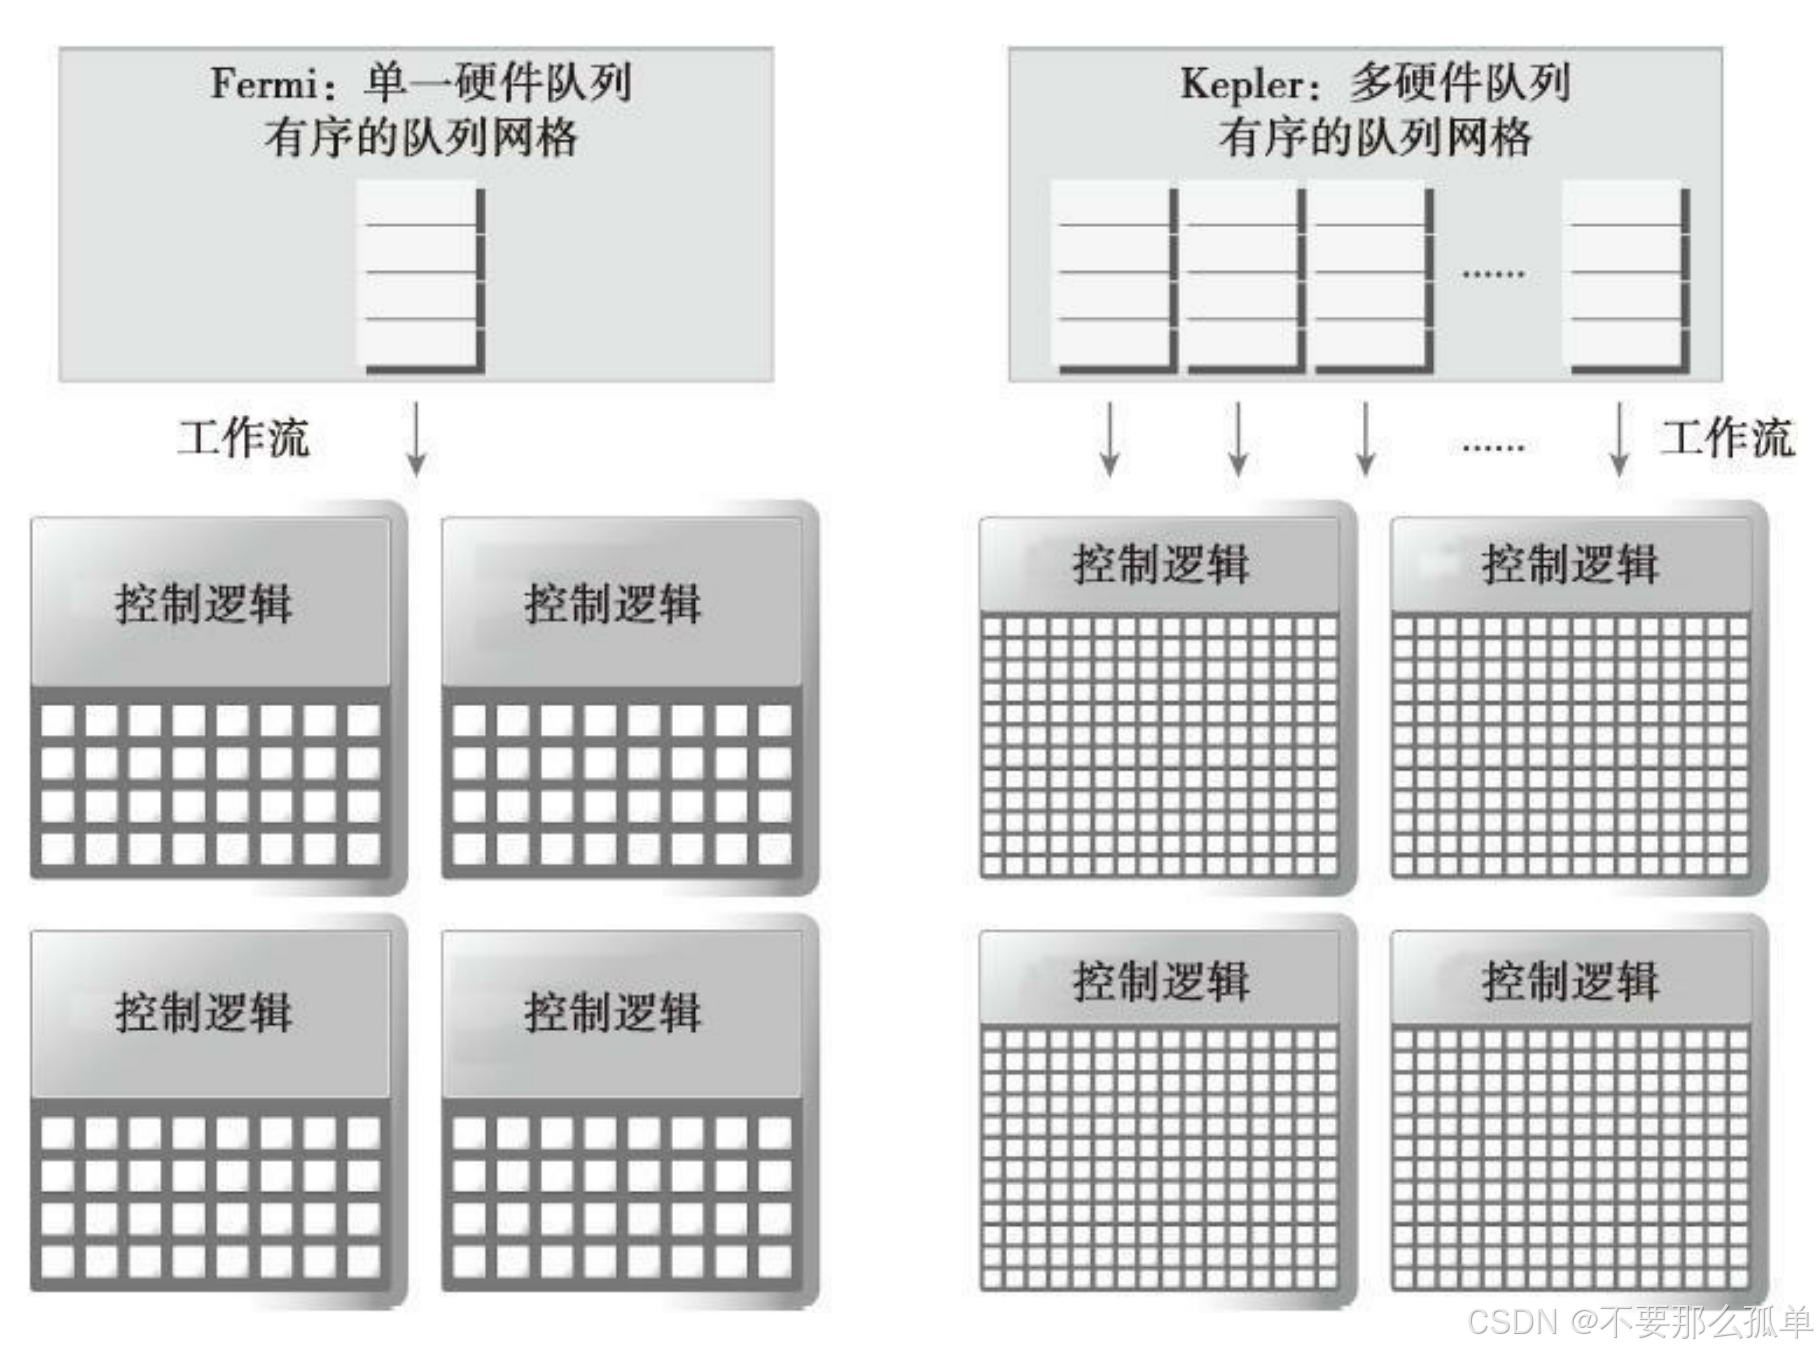 Fermi：单一硬件队列
有序的队列网格
工作流
控制逻辑
控制逻辑
控制逻辑
控制逻辑
Kepler：多硬件队列
有序的队列网格
......
......
工作流
控制逻辑
控制逻辑
控制逻辑
控制逻辑
CSDN @不要那么孤单